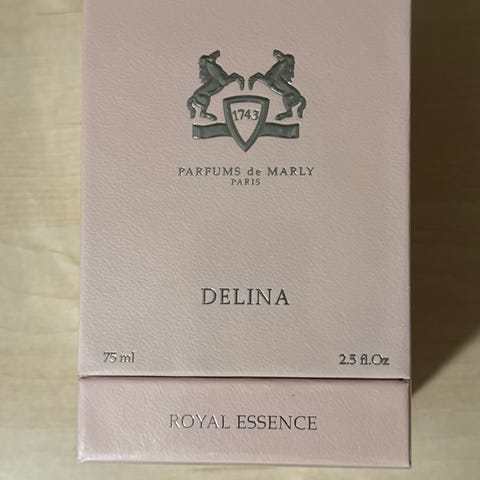 1743
PARFUMS de MARLY
PARIS
DELINA
75 ml 2.5 fl.Oz
ROYAL ESSENCE